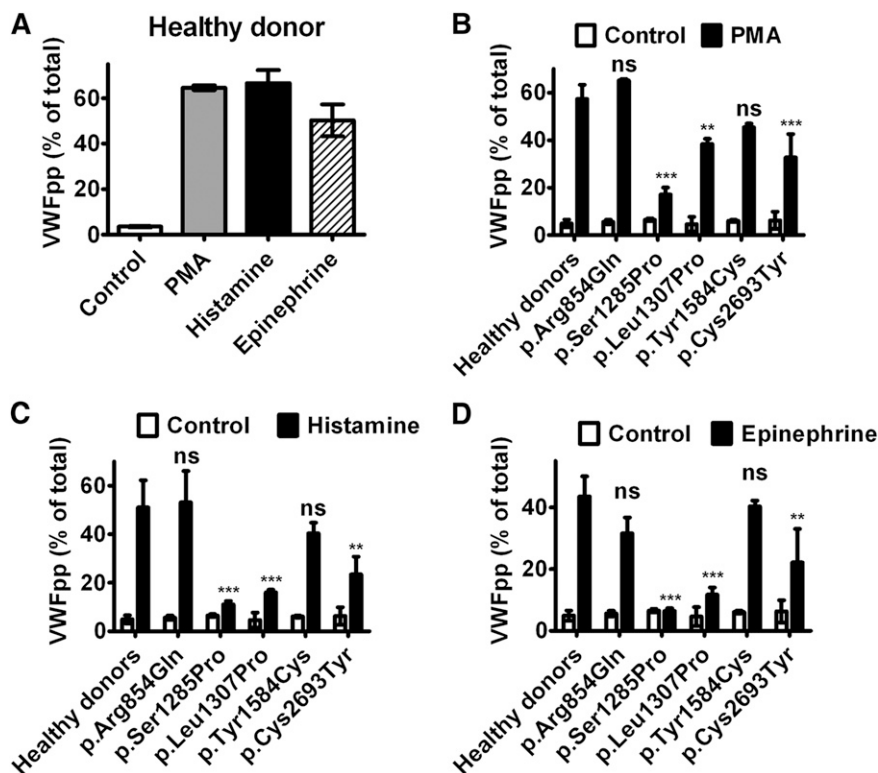 A
Healthy donor
VWFpp (% of total)
60
40
20
0
Control
PMA
Histamine
Epinephrine
B
Control PMA
VWFpp (% of total)
60
40
20
0
ns
***
**
ns
***
Healthy donors
p.Arg854Gln
p.Ser1285Pro
p.Leu1307Pro
p.Tyr1584Cys
p.Cys2693Tyr
C
Control Histamine
VWFpp (% of total)
60
40
20
0
ns
***
***
ns
**
Healthy donors
p.Arg854Gln
p.Ser1285Pro
p.Leu1307Pro
p.Tyr1584Cys
p.Cys2693Tyr
D
Control Epinephrine
VWFpp (% of total)
40
20
0
ns
***
***
ns
**
Healthy donors
p.Arg854Gln
p.Ser1285Pro
p.Leu1307Pro
p.Tyr1584Cys
p.Cys2693Tyr